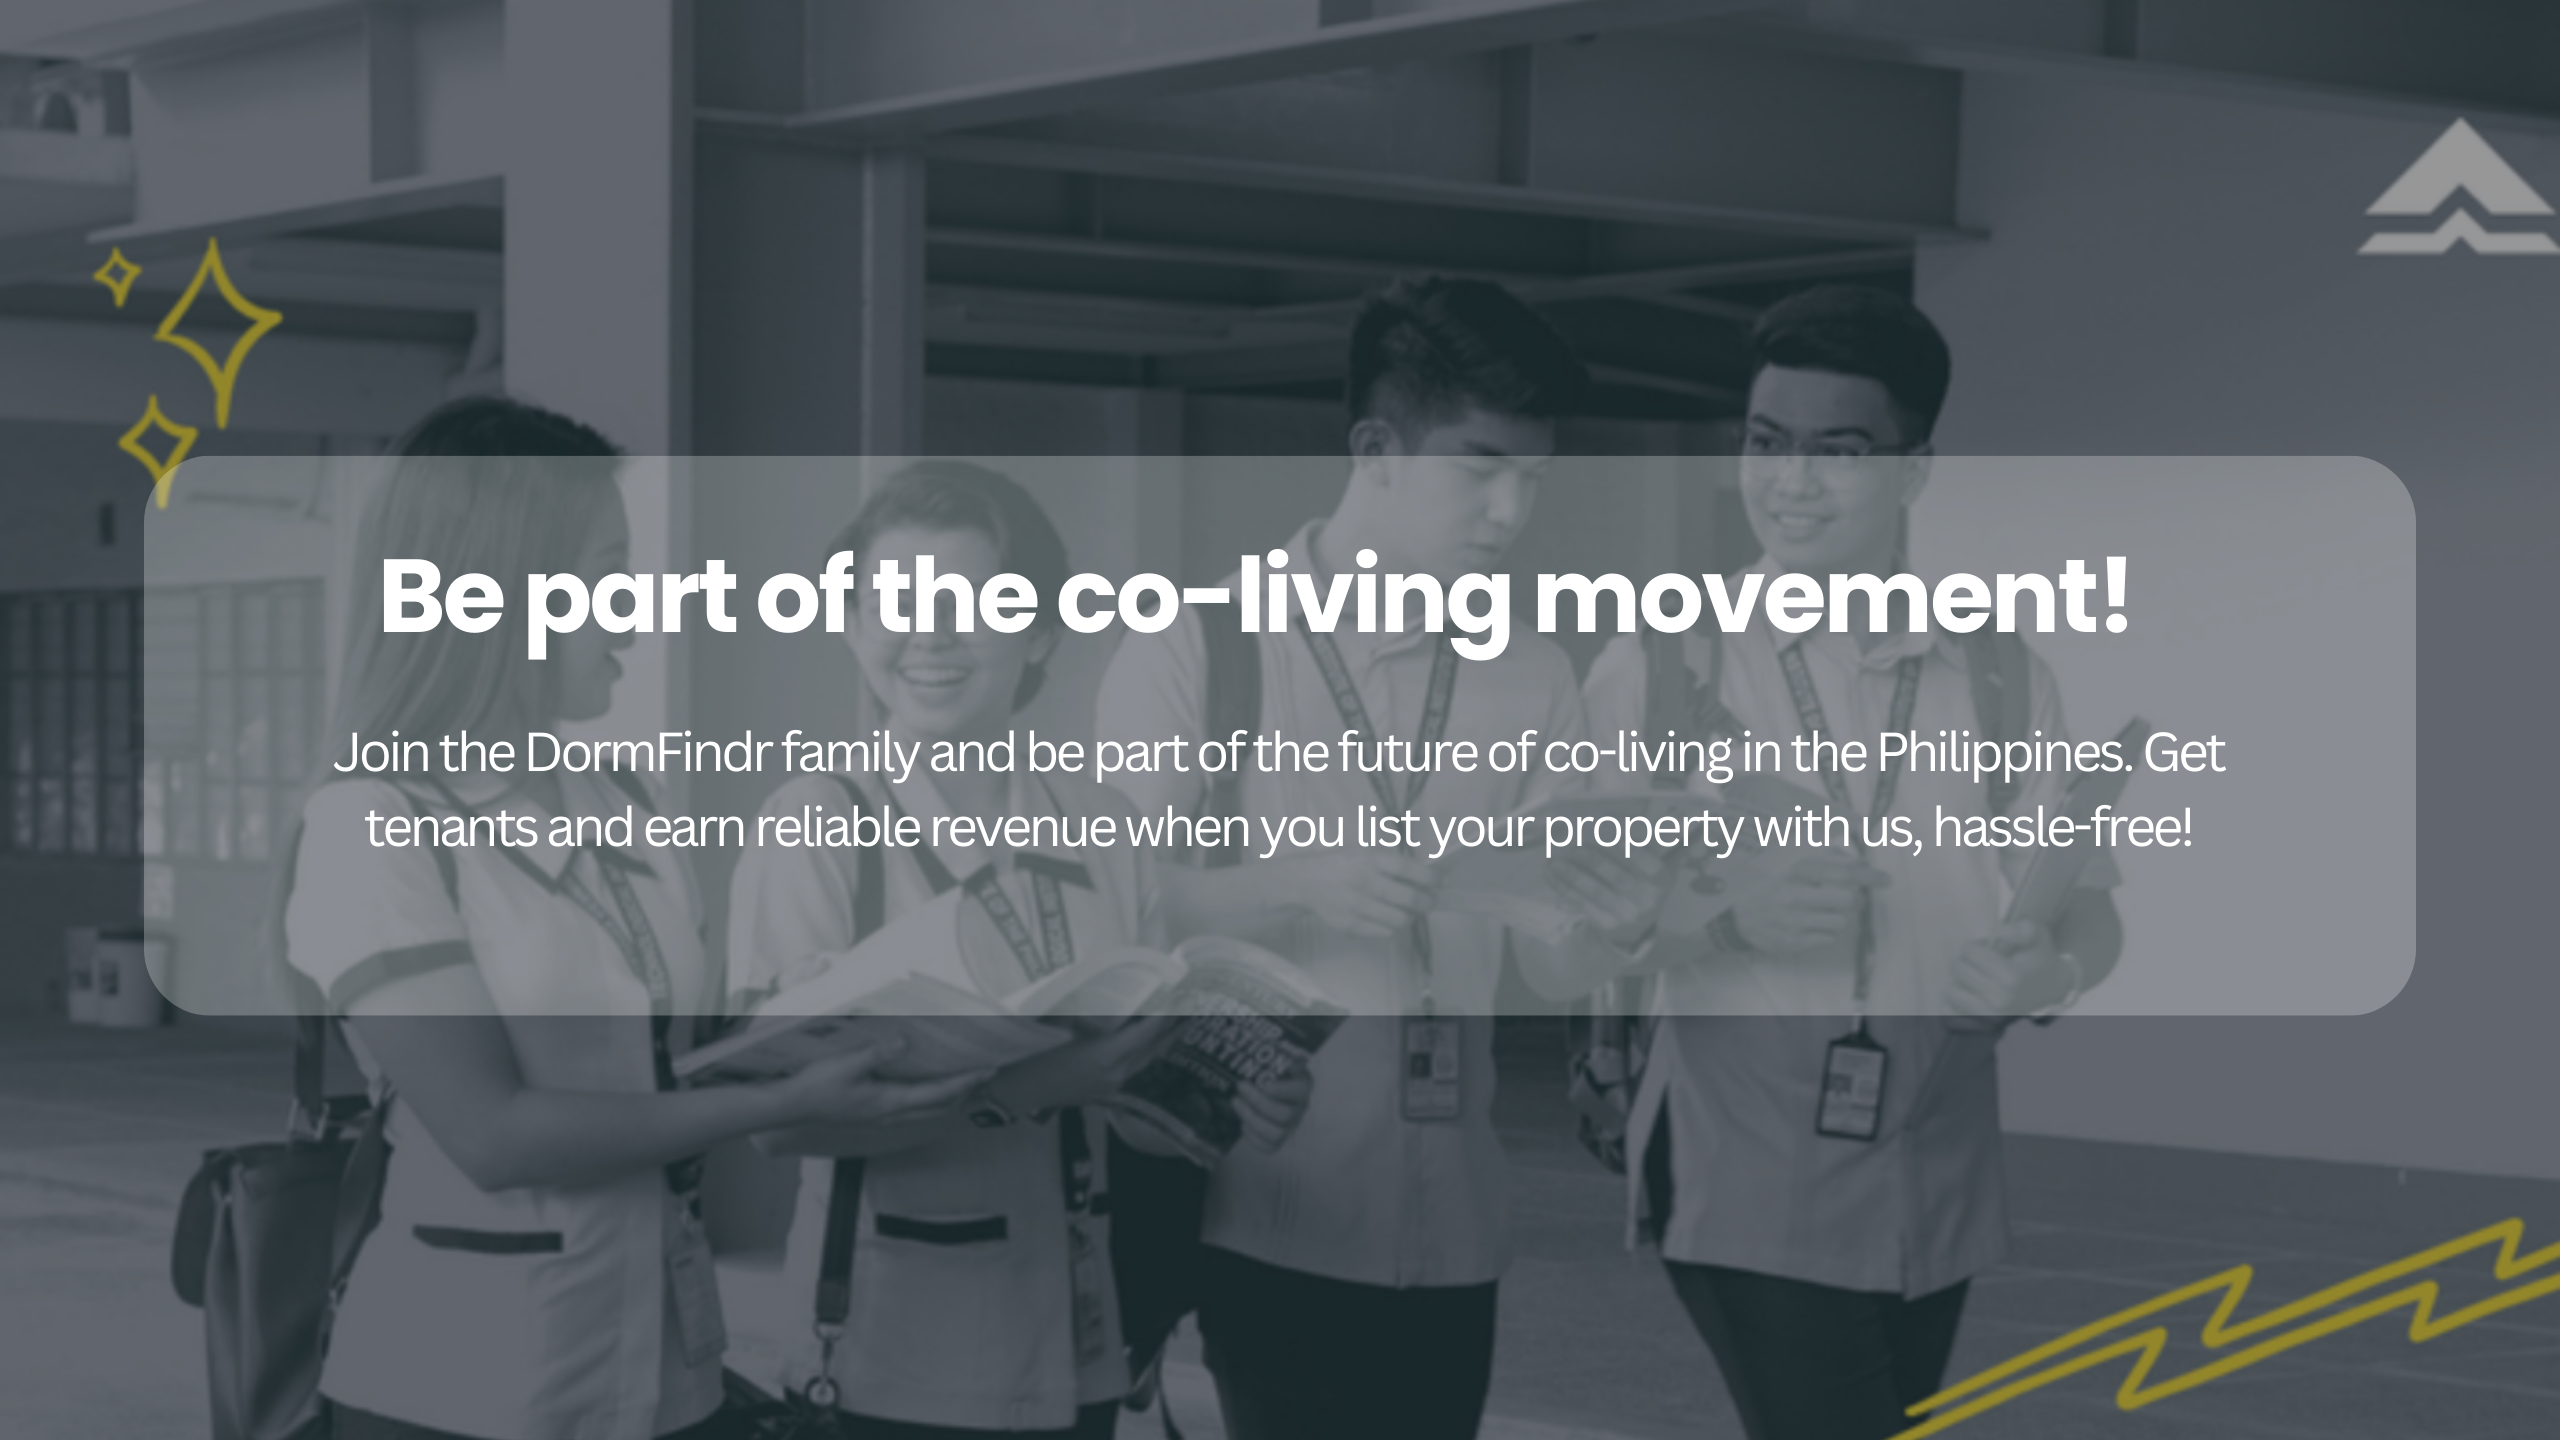 Be part of the co-living movement!
Join the DormFindr family and be part of the future of co-living in the Philippines. Get
tenants and earn reliable revenue when you list your property with us, hassle-free!